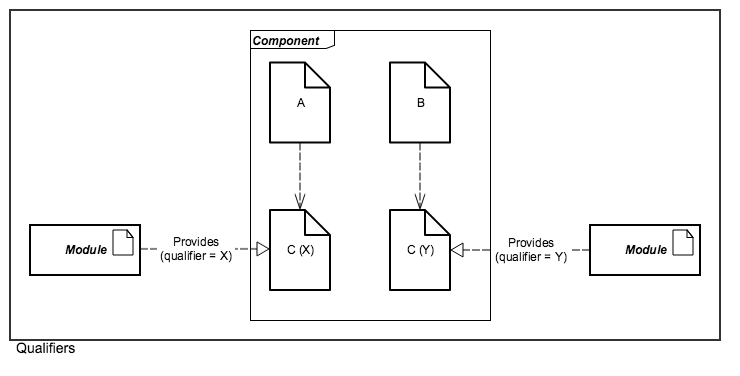 Component
A
B
Module
Provides
(qualifier = X)
C (X)
C (Y)
Provides
(qualifier = Y)
Module
Qualifiers